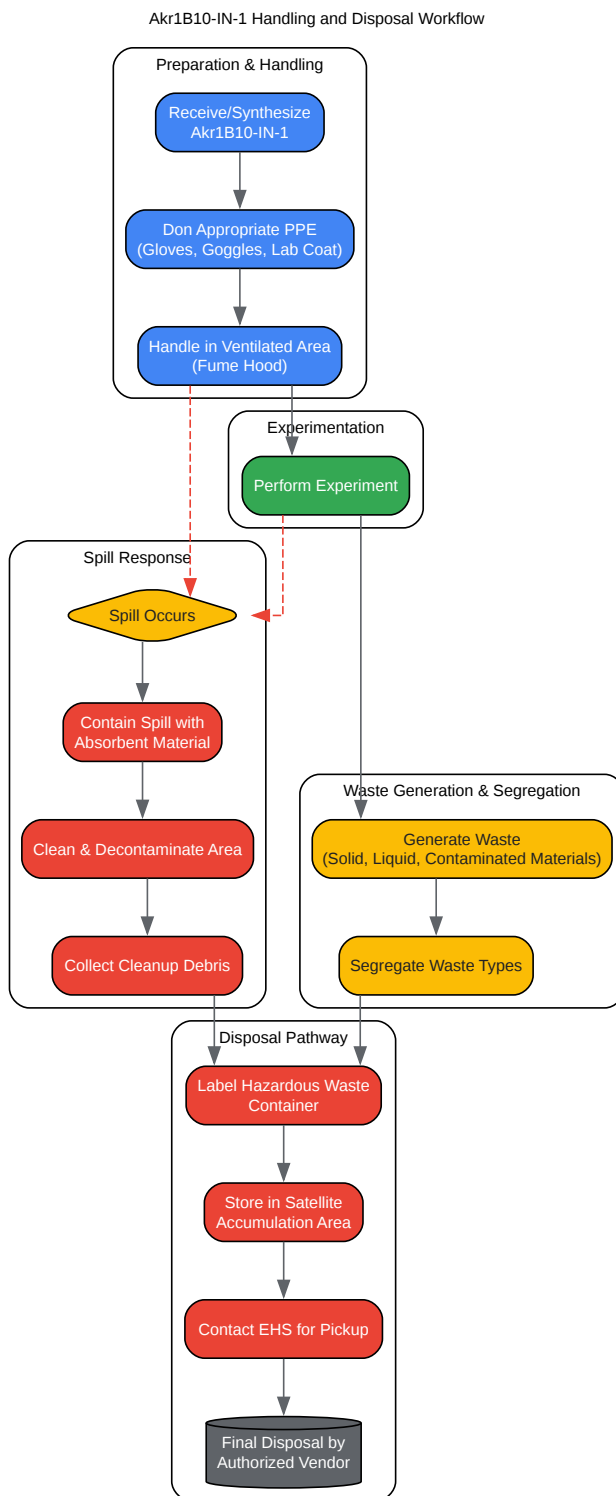 Akr1B10-IN-1 Handling and Disposal Workflow
Preparation & Handling
Receive/Synthesize
Akr1B10-IN-1
Don Appropriate PPE
(Gloves, Goggles, Lab Coat)
Handle in Ventilated Area
(Fume Hood)
Experimentation
Perform Experiment
Spill Response
Spill Occurs
Contain Spill with
Absorbent Material
Clean & Decontaminate Area
Collect Cleanup Debris
Waste Generation & Segregation
Generate Waste
(Solid, Liquid, Contaminated Materials)
Segregate Waste Types
Disposal Pathway
Label Hazardous Waste
Container
Store in Satellite
Accumulation Area
Contact EHS for Pickup
Final Disposal by
Authorized Vendor